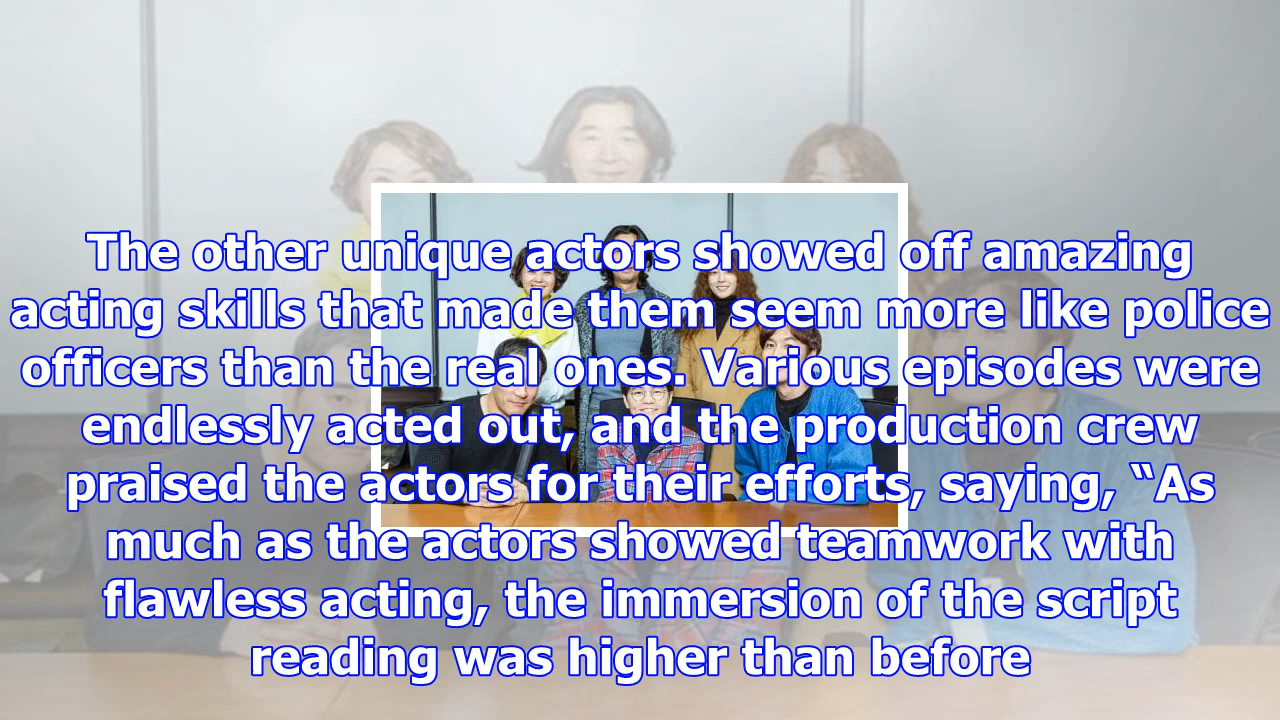 The other unique actors showed off amazing
acting skills that made them seem more like police
officers than the real ones. Various episodes were
endlessly acted out, and the production crew
praised the actors for their efforts, saying, “As
much as the actors showed teamwork with
flawless acting, the immersion of the script
reading was higher than before